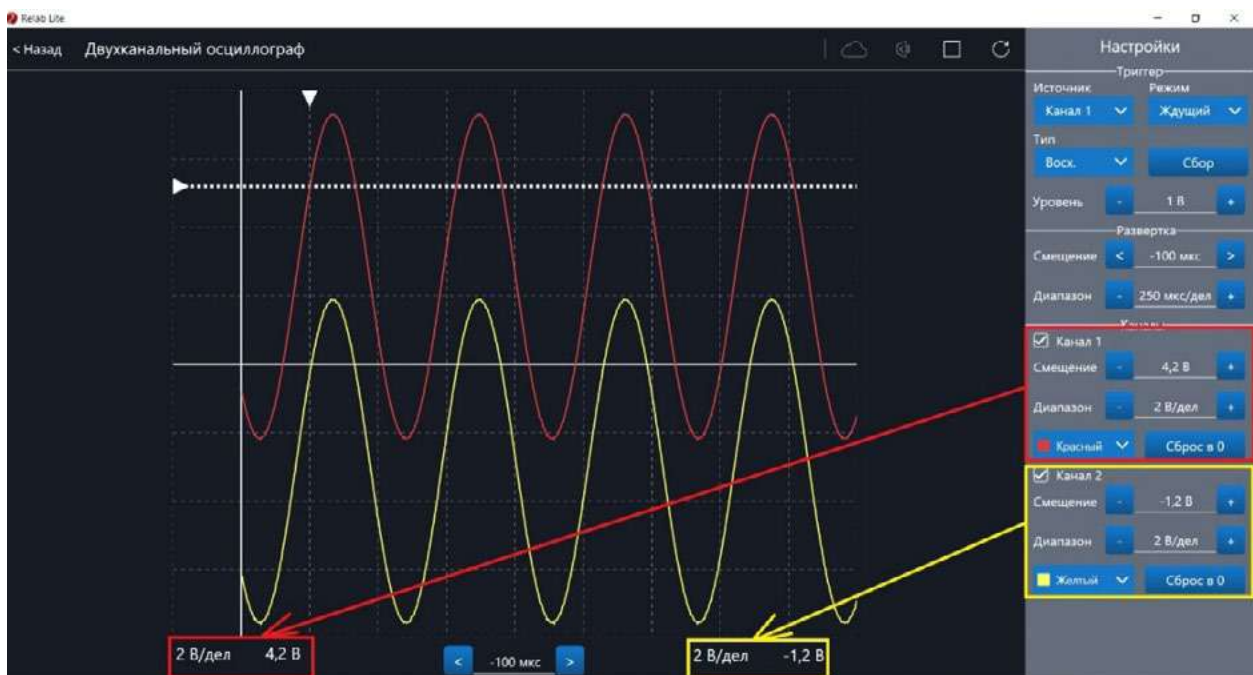 Relab Lite
< Назад Двухканальный осциллограф
Настройки
Триггер
Источник Режим
Канал 1 Ждущий
Тип
Восх. Сбор
Уровень - 1 В +
Развертка
Смещение < -100 мкс >
Диапазон - 250 мкс/дел +
Каналы
Канал 1
Смещение - 4,2 В +
Диапазон - 2 В/дел +
Красный Сброс в 0
Канал 2
Смещение - -1,2 В +
Диапазон - 2 В/дел +
Желтый Сброс в 0
2 В/дел 4,2 В < -100 мкс > 2 В/дел -1,2 В